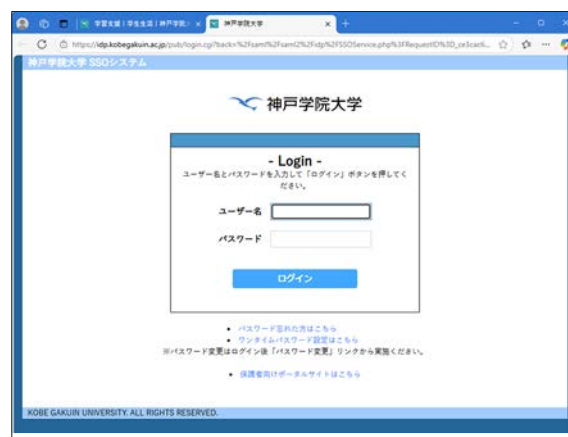 学習支援 | 学生生活 | 神戸学院
神戸学院大学
https://idp.kobegakuin.ac.jp/pub/login.cgi?back=%2Fsaml%2Fsaml2%2Fidp%2FSSOService.php%3FRequestID%3D_
神戸学院大学 SSOシステム
神戸学院大学
- Login -
ユーザー名とパスワードを入力して「ログイン」ボタンを押してく
ださい。
ユーザー名
パスワード
ログイン
パスワード忘れた方はこちら
ワンタイムパスワード設定はこちら
※パスワード変更はログイン後「パスワード変更」リンクから実施ください。
保護者向けポータルサイトはこちら
KOBE GAKUIN UNIVERSITY. ALL RIGHTS RESERVED.